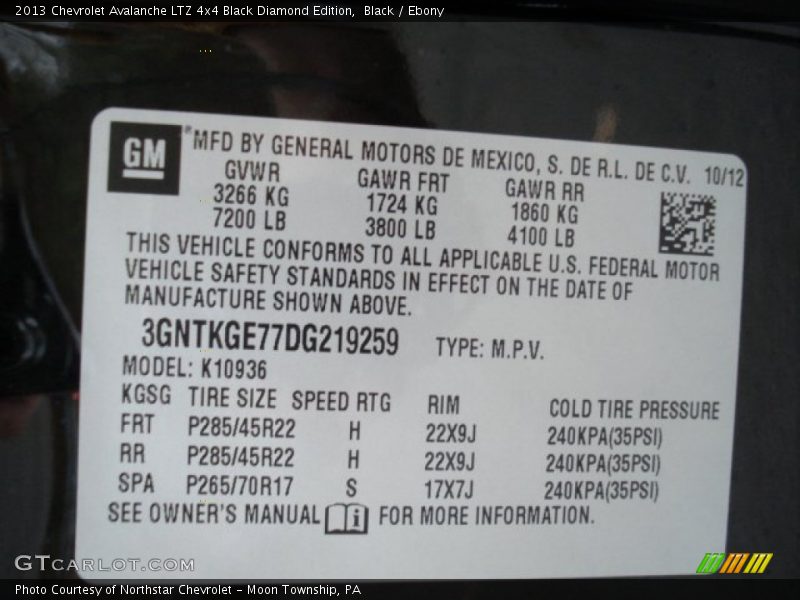 2013 Chevrolet Avalanche LTZ 4x4 Black Diamond Edition,  Black / Ebony
GM ®MFD BY GENERAL MOTORS DE MEXICO, S. DE R.L. DE C.V. 10/12
GVWR GAWR FRT GAWR RR
3266 KG 1724 KG 1860 KG
7200 LB 3800 LB 4100 LB
THIS VEHICLE CONFORMS TO ALL APPLICABLE U.S. FEDERAL MOTOR
VEHICLE SAFETY STANDARDS IN EFFECT ON THE DATE OF
MANUFACTURE SHOWN ABOVE.
3GNTKGE77DG219259 TYPE: M.P.V.
MODEL: K10936
KGSG TIRE SIZE SPEED RTG RIM COLD TIRE PRESSURE
FRT P285/45R22 H 22X9J 240KPA(35PSI)
RR P285/45R22 H 22X9J 240KPA(35PSI)
SPA P265/70R17 S 17X7J 240KPA(35PSI)
SEE OWNER'S MANUAL i FOR MORE INFORMATION.
GTCARLOT.COM
Photo Courtesy of Northstar Chevrolet – Moon Township, PA